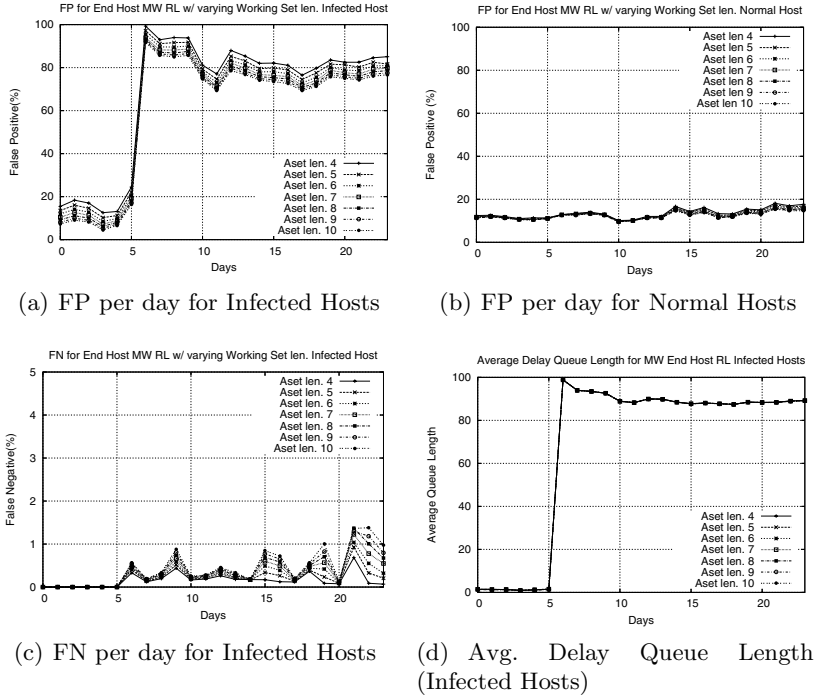 FP for End Host MW RL w/ varying Working Set len. Infected Host
100
80
60
40
20
0
False Positive(%)
Aset len. 4
Aset len. 5
Aset len. 6
Aset len. 7
Aset len. 8
Aset len. 9
Aset len. 10
0 5 10 15 20
Days
(a) FP per day for Infected Hosts
FP for End Host MW RL w/ varying Working Set len. Normal Host
100
80
60
40
20
0
False Positive (%)
Aset len 4
Aset len 5
Aset len 6
Aset len 7
Aset len 8
Aset len 9
Aset len 10
0 5 10 15 20
Days
(b) FP per day for Normal Hosts
FN for End Host MW RL w/ varying Working Set len. Infected Host
5
4
3
2
1
0
False Negative(%)
Aset len. 4
Aset len. 5
Aset len. 6
Aset len. 7
Aset len. 8
Aset len. 9
Aset len. 10
0 5 10 15 20
Days
(c) FN per day for Infected Hosts
Average Delay Queue Length for MW End Host RL Infected Hosts
100
80
60
40
20
0
Average Queue Length
Aset len. 4
Aset len. 5
Aset len. 6
Aset len. 7
Aset len. 8
Aset len. 9
Aset len. 10
0 5 10 15 20
Days
(d) Avg. Delay Queue Length
(Infected Hosts)